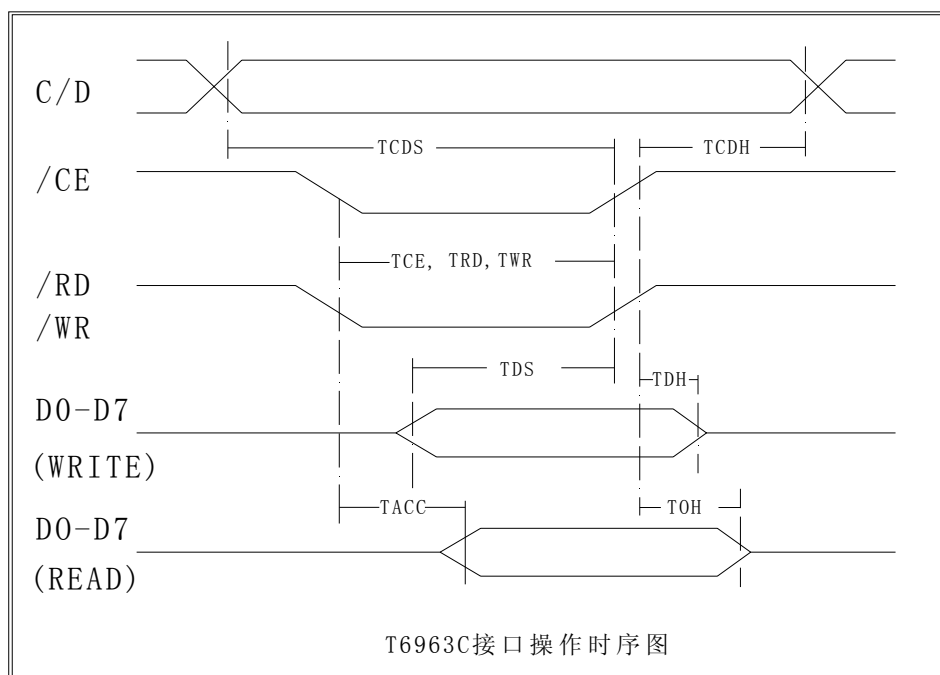 C/D
TCDS
TCDH
/CE
TCE, TRD, TWR
/RD
/WR
TDS
TDH
D0-D7
(WRITE)
TACC
TOH
D0-D7
(READ)
T6963C接口操作时序图